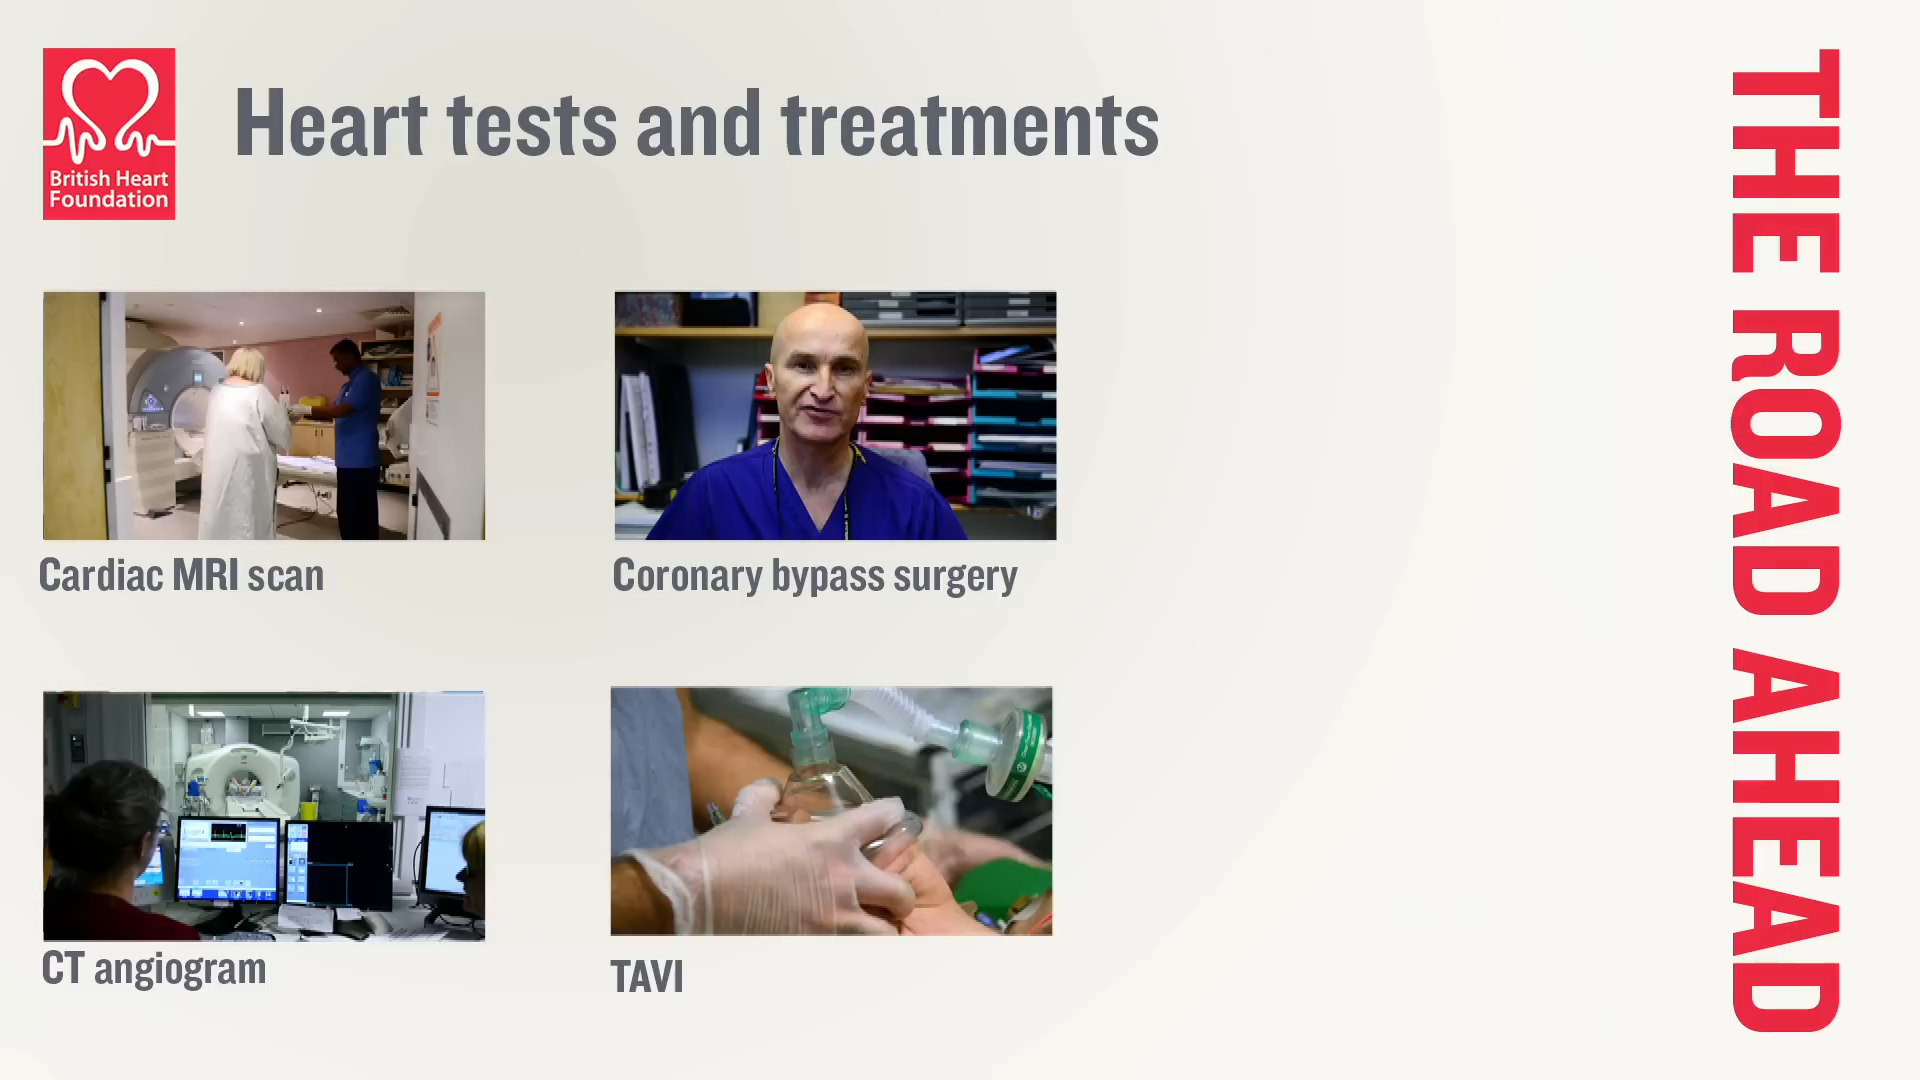 British Heart
Foundation
Heart tests and treatments
THE ROAD AHEAD
Cardiac MRI scan
Coronary bypass surgery
CT angiogram
TAVI